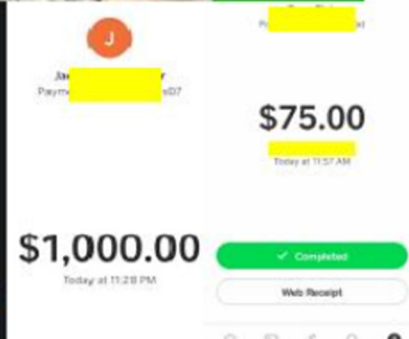 J
$1,000.00
Today at 11:28 PM
$75.00
Today at 11:57 AM
Completed
Web Receipt